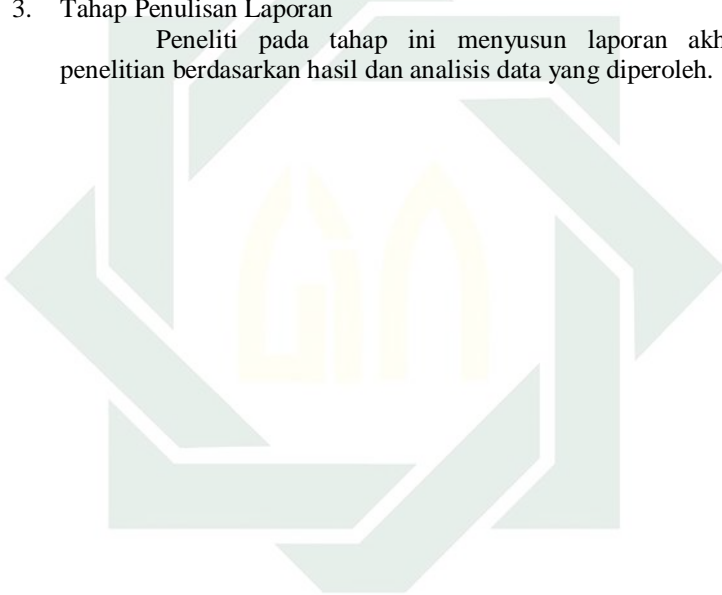 3. Tahap Penulisan Laporan
Peneliti pada tahap ini menyusun laporan akh
penelitian berdasarkan hasil dan analisis data yang diperoleh.